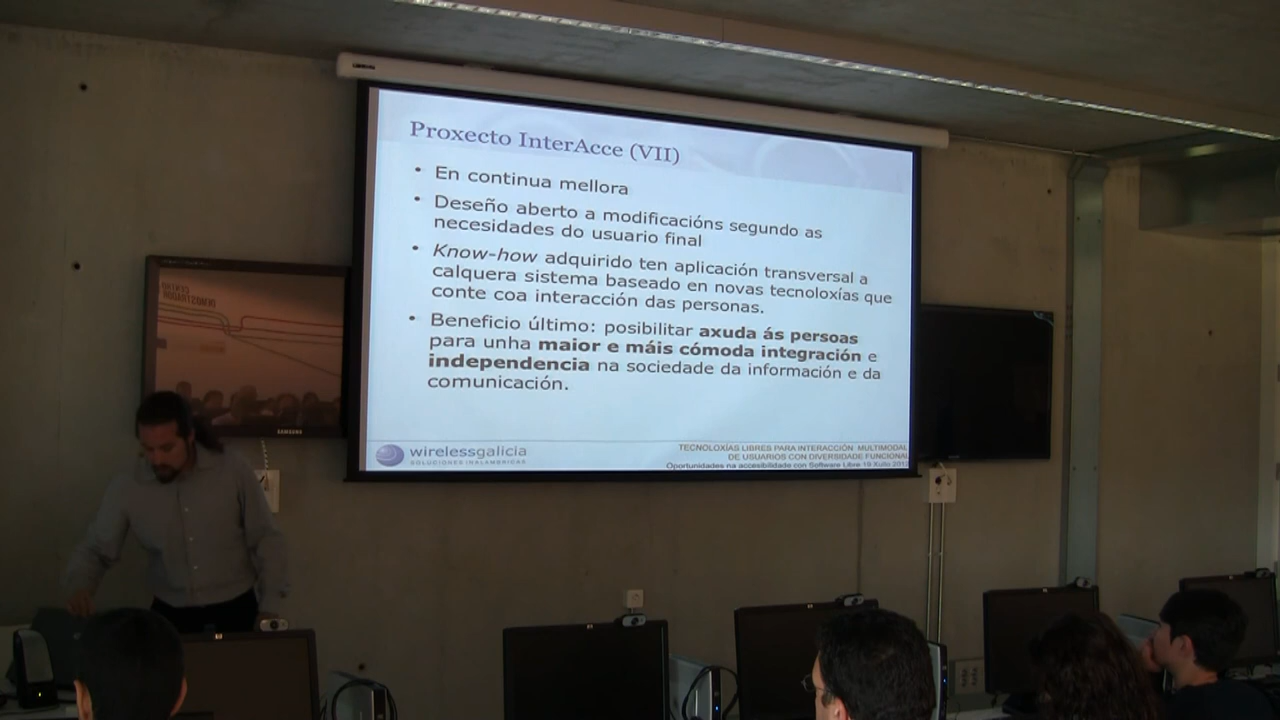 Proxecto InterAcce (VII)
• En continua mellora
• Deseño aberto a modificacións segundo as
necesidades do usuario final
• Know-how adquirido ten aplicación transversal a
calquera sistema baseado en novas tecnoloxías que
conte coa interacción das personas.
• Beneficio último: posibilitar axuda ás persoas
para unha maior e máis cómoda integración e
independencia na sociedade da información e da
comunicación.
wirelessgalicia
SOLUCIONES INALAMBRICAS
TECNOLOXÍAS LIBRES PARA INTERACCIÓN MULTIMODAL
DE USUARIOS CON DIVERSIDADE FUNCIONAL
Oportunidades na accesibilidade con Software Libre 18 Xullo
SAMSUNG